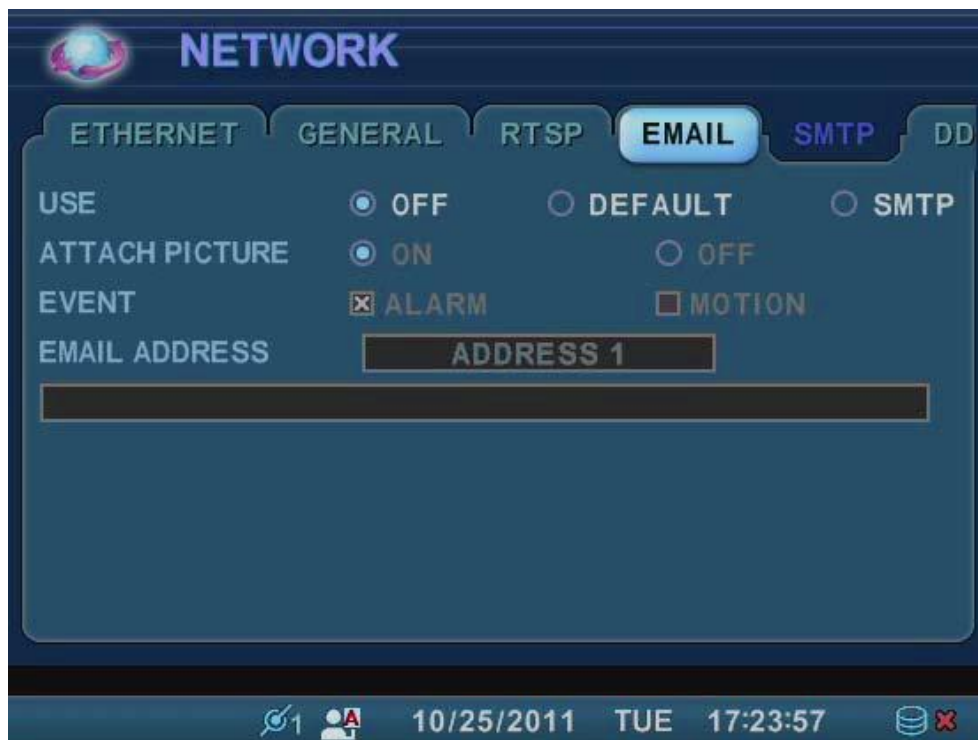 NETWORK
ETHERNET GENERAL RTSP EMAIL SMTP DD
USE OFF DEFAULT SMTP
ATTACH PICTURE ON OFF
EVENT ALARM MOTION
EMAIL ADDRESS ADDRESS 1
1 A 10/25/2011 TUE 17:23:57